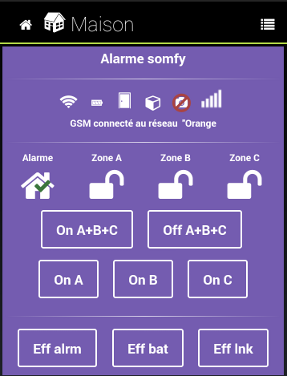 Maison
Alarme somfy
GSM connecté au réseau "Orange
Alarme Zone A Zone B Zone C
On A+B+C Off A+B+C
On A On B On C
Eff alrm Eff bat Eff lnk